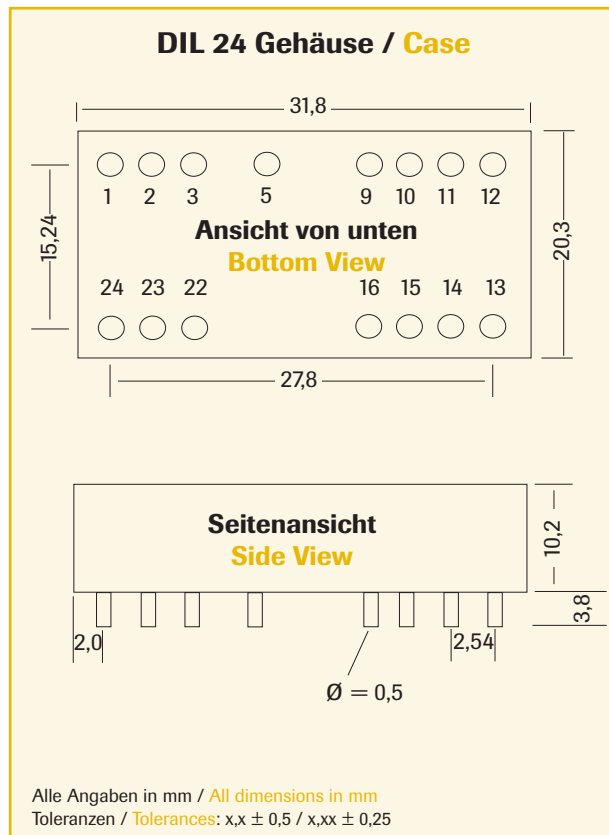 DIL 24 Gehäuse / Case
31,8
1 2 3 5 9 10 11 12
15,24
20,3
Ansicht von unten
Bottom View
24 23 22 16 15 14 13
27,8
Seitenansicht
Side View
10,2
3,8
2,0
2,54
Ø = 0,5
Alle Angaben in mm / All dimensions in mm
Toleranzen / Tolerances: x,x ± 0,5 / x,xx ± 0,25